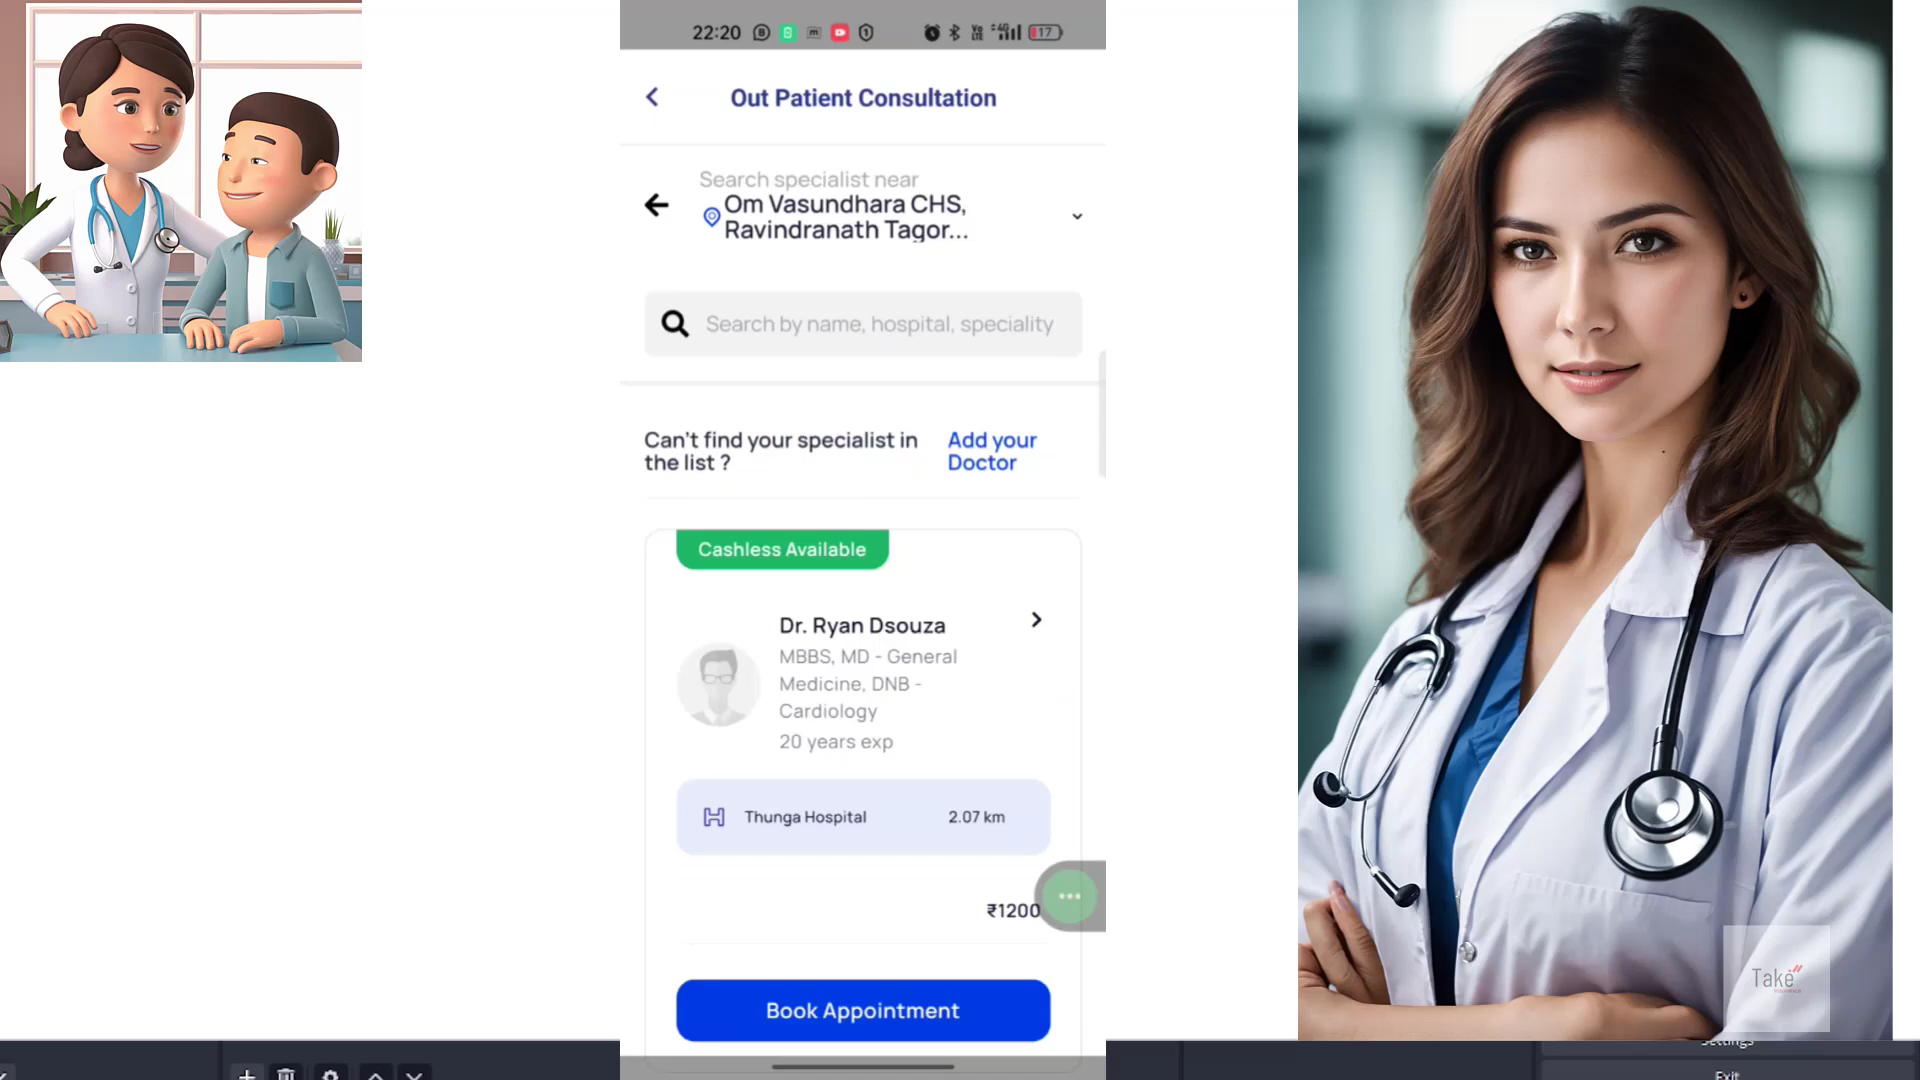 22:20
17
Out Patient Consultation
Search specialist near
Om Vasundhara CHS,
Ravindranath Tagor...
Search by name, hospital, speciality
Can't find your specialist in
the list ?
Add your
Doctor
Cashless Available
Dr. Ryan Dsouza
MBBS, MD - General
Medicine, DNB -
Cardiology
20 years exp
Thunga Hospital 2.07 km
₹1200
Book Appointment
Take
Settings
Exit